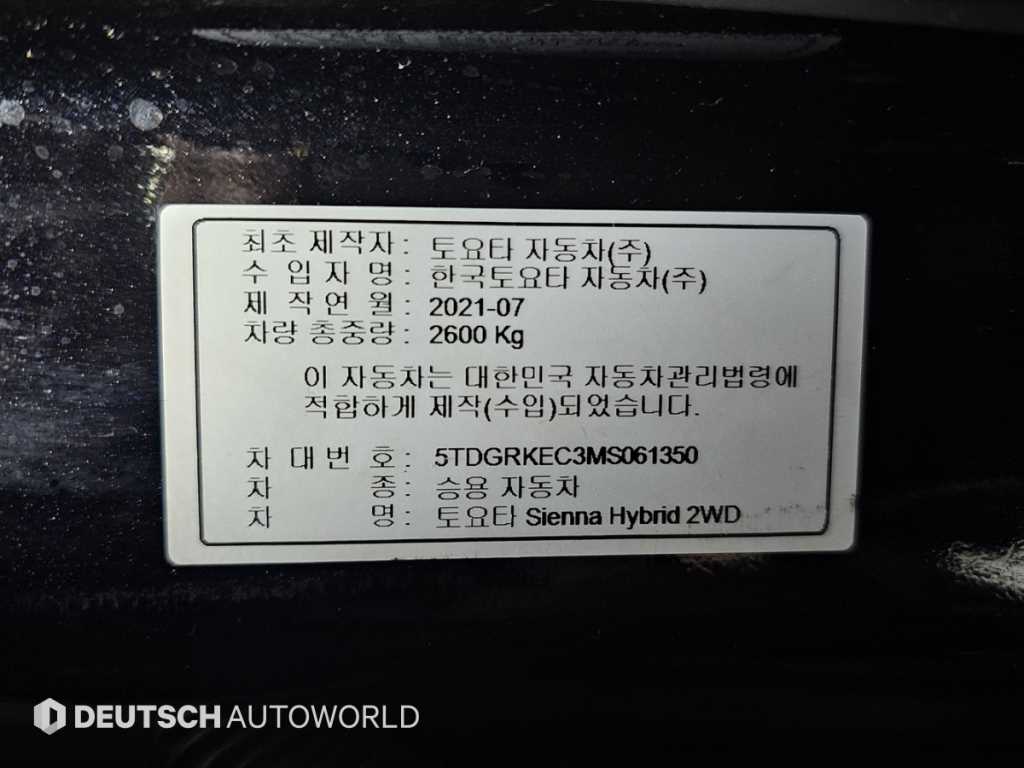 최초 제작자 : 토요타 자동차(주)
수 입 자 명 : 한국토요타 자동차(주)
제 작 연 월 : 2021-07
차량 총중량 : 2600 Kg
이 자동차는 대한민국 자동차관리법령에
적합하게 제작(수입)되었습니다.
차 대 번 호 : 5TDGRKEC3MS061350
차 종 : 승용 자동차
차 명 : 토요타 Sienna Hybrid 2WD
DEUTSCH AUTOWORLD